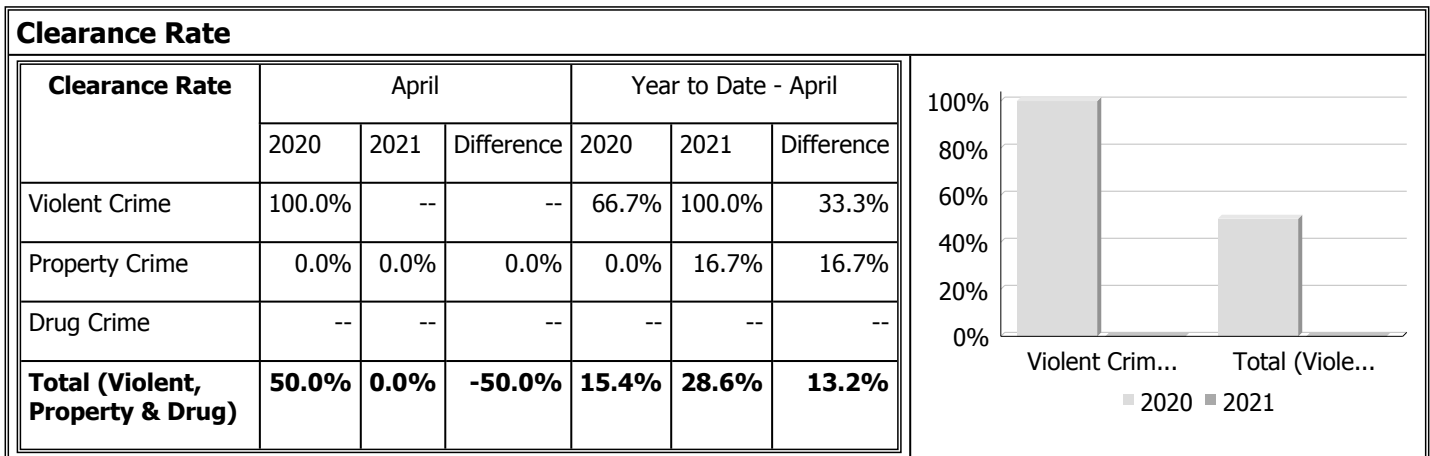 Clearance Rate
Clearance Rate April Year to Date - April
2020 2021 Difference 2020 2021 Difference
Violent Crime 100.0% -- -- 66.7% 100.0% 33.3%
Property Crime 0.0% 0.0% 0.0% 0.0% 16.7% 16.7%
Drug Crime -- -- -- -- -- --
Total (Violent, 50.0% 0.0% -50.0% 15.4% 28.6% 13.2%
Property & Drug)
100%
80%
60%
40%
20%
0%
Violent Crim... Total (Viole...
2020 2021